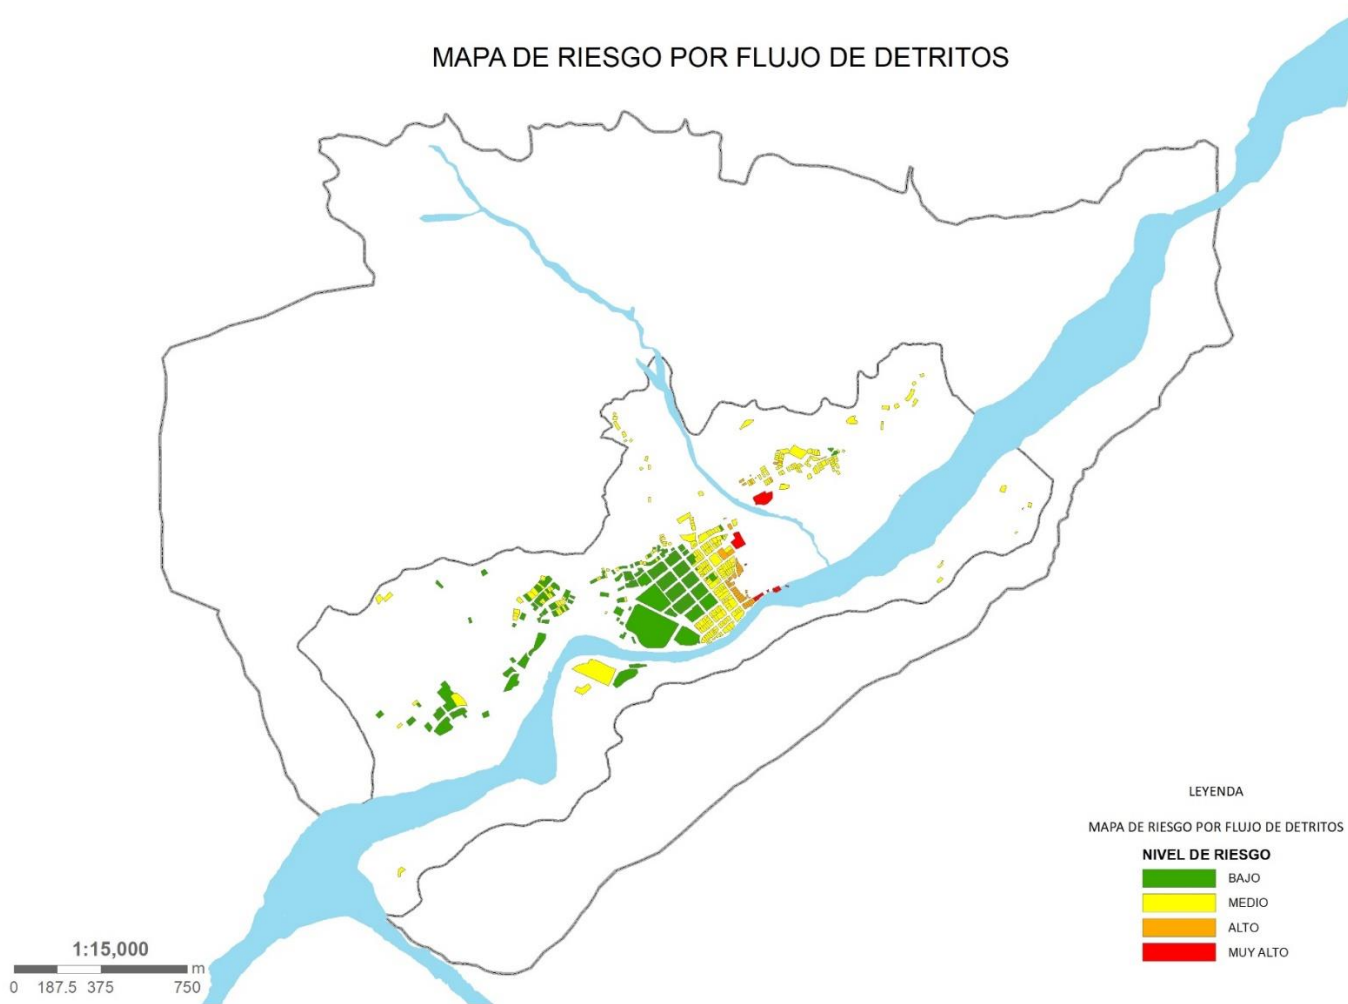 MAPA DE RIESGO POR FLUJO DE DETRITOS
LEYENDA
MAPA DE RIESGO POR FLUJO DE DETRITOS
NIVEL DE RIESGO
BAJO
MEDIO
ALTO
MUY ALTO
1:15,000
m
0 187.5 375 750